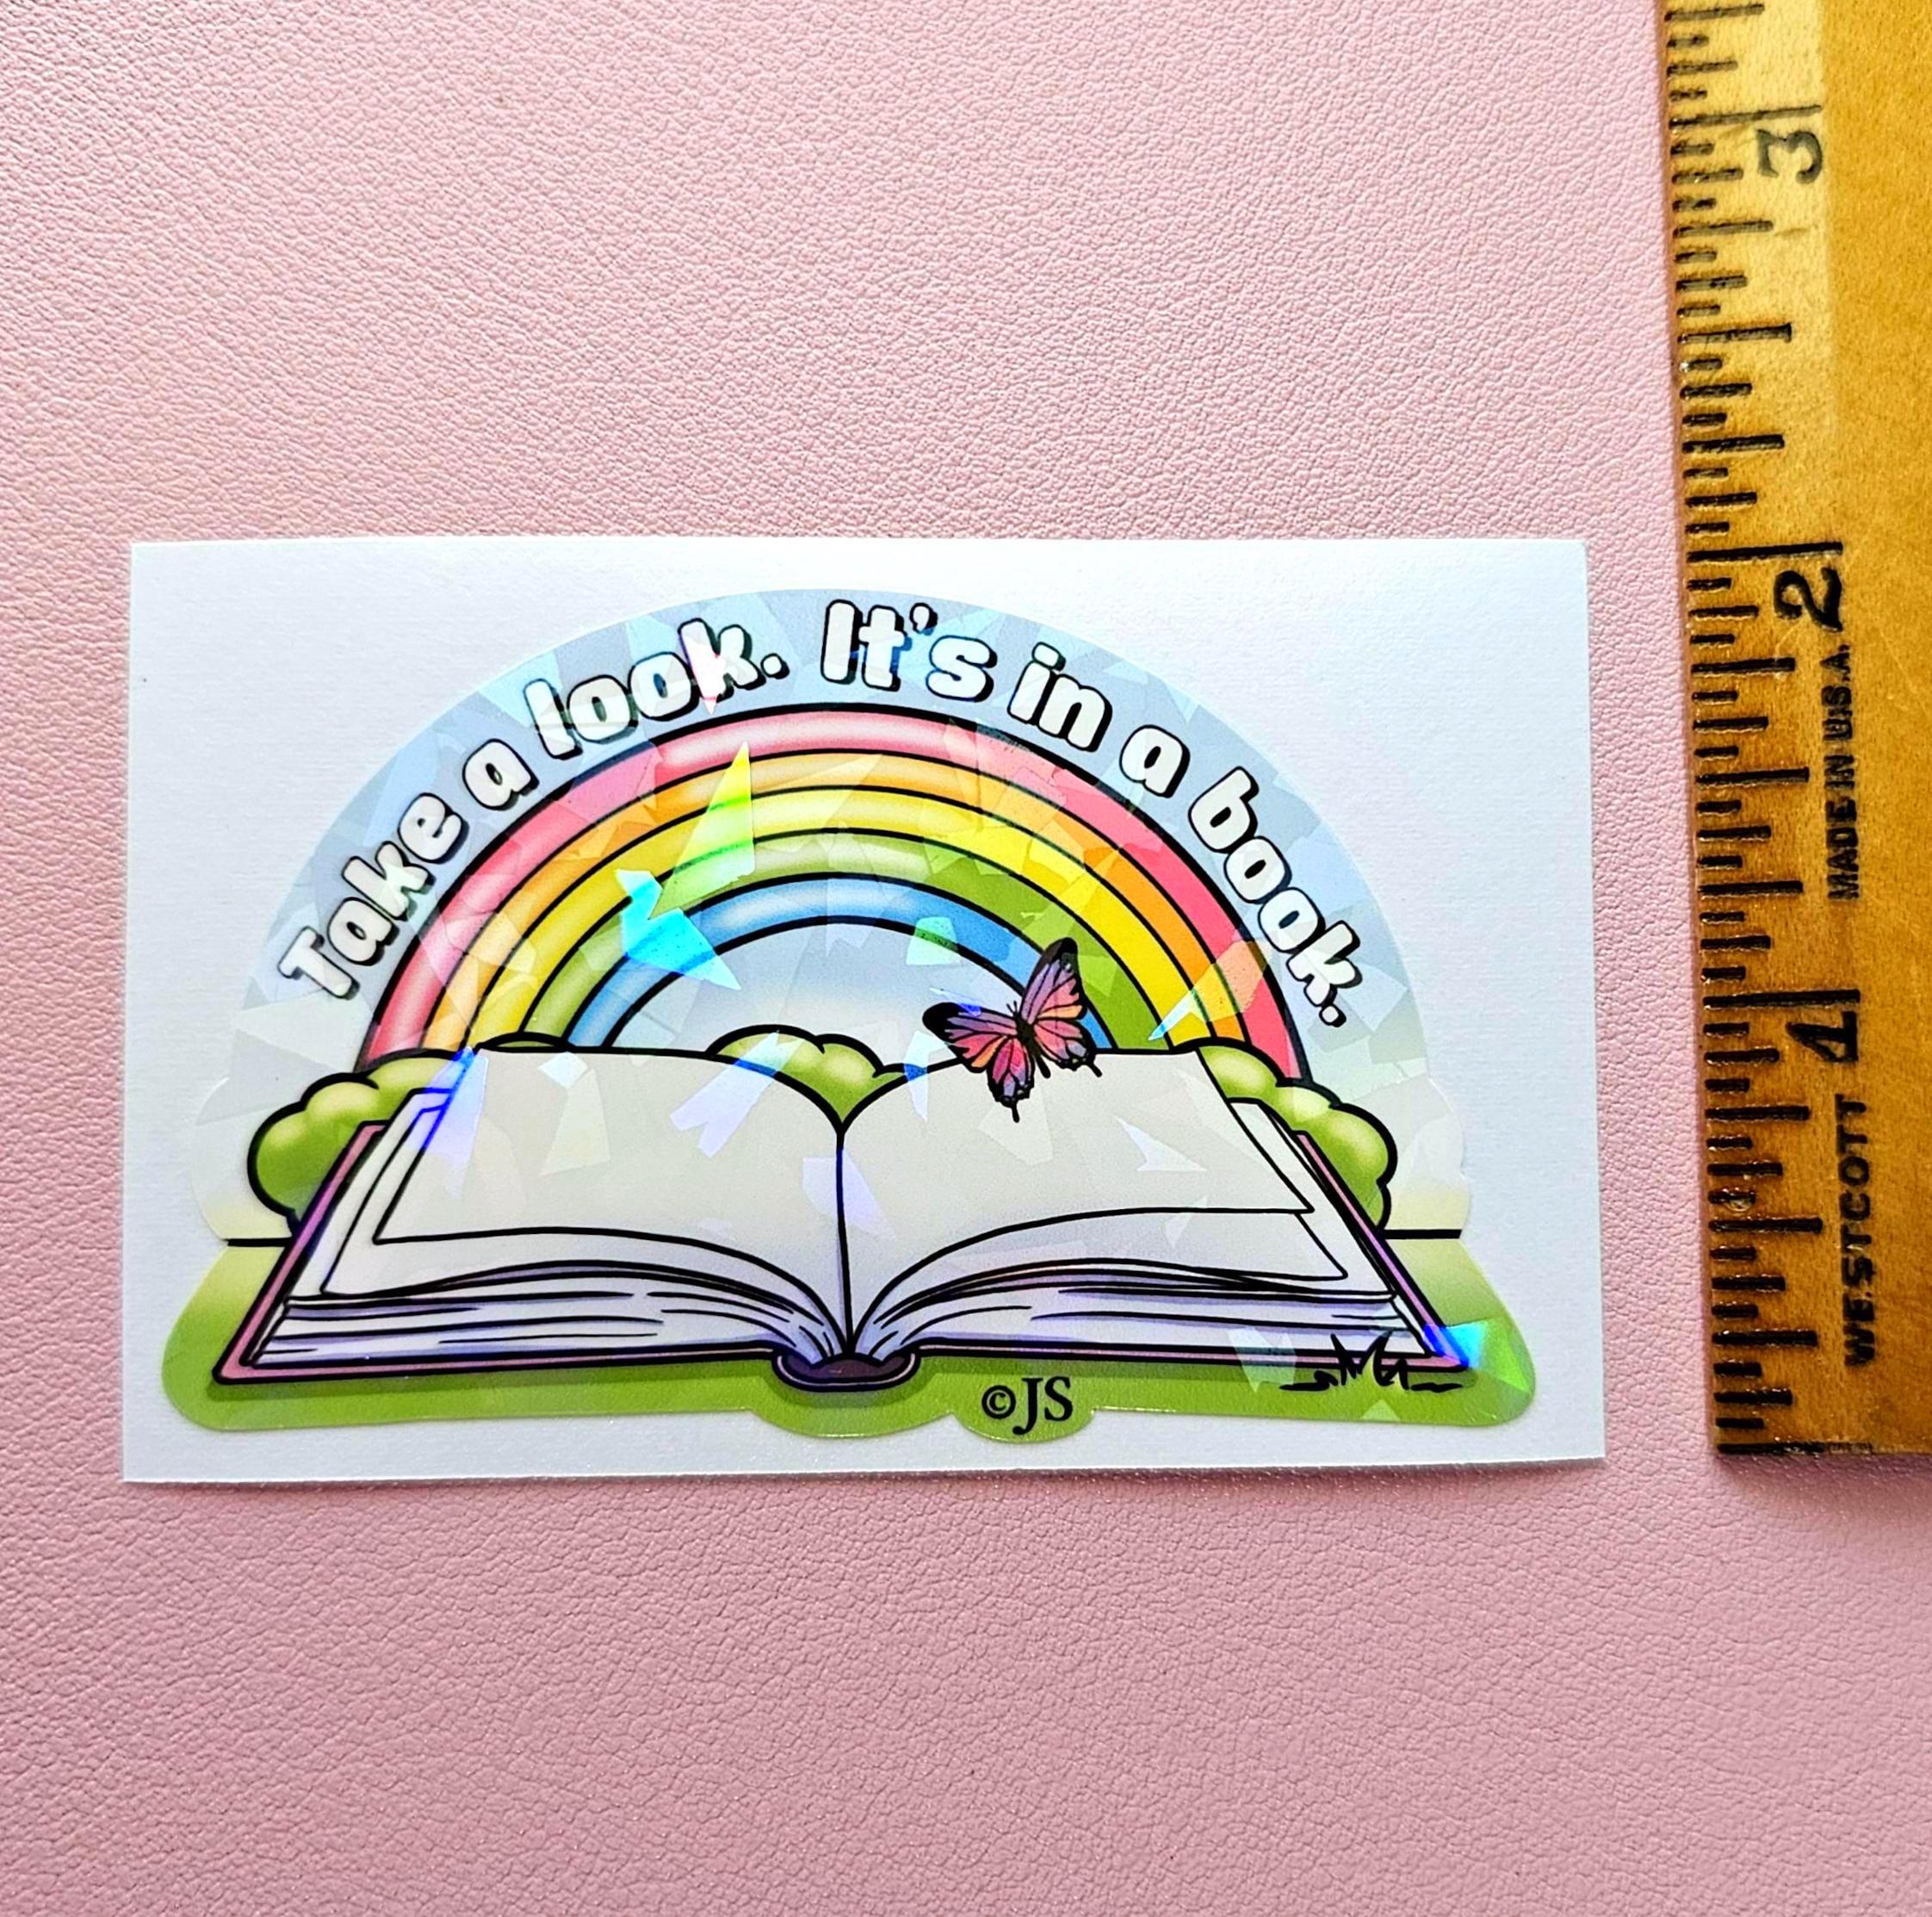 Take a look. It's in a book.
©JS
3
2
1
MADE IN U.S.A.
WESTCOTT